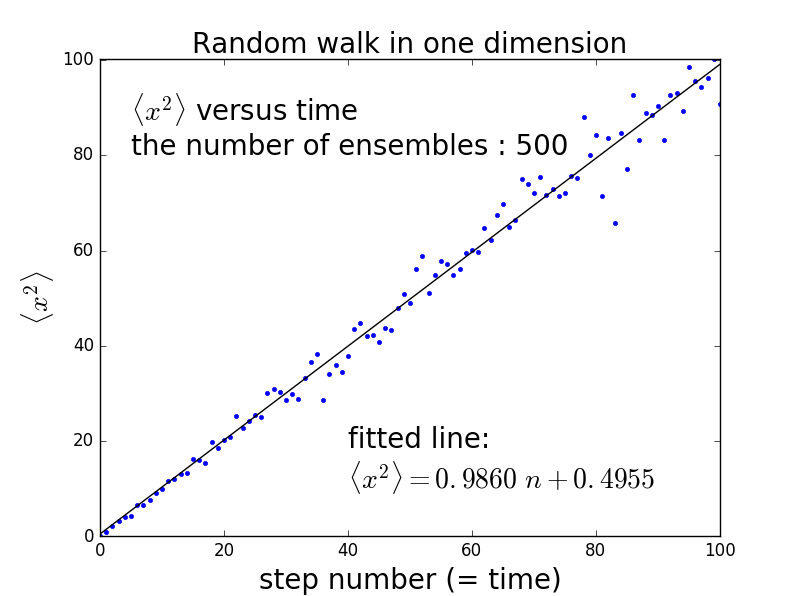 Random walk in one dimension
⟨x²⟩ versus time
the number of ensembles : 500
fitted line:
⟨x²⟩ = 0.9860 n + 0.4955
⟨x²⟩
100
80
60
40
20
0
0 20 40 60 80 100
step number (= time)